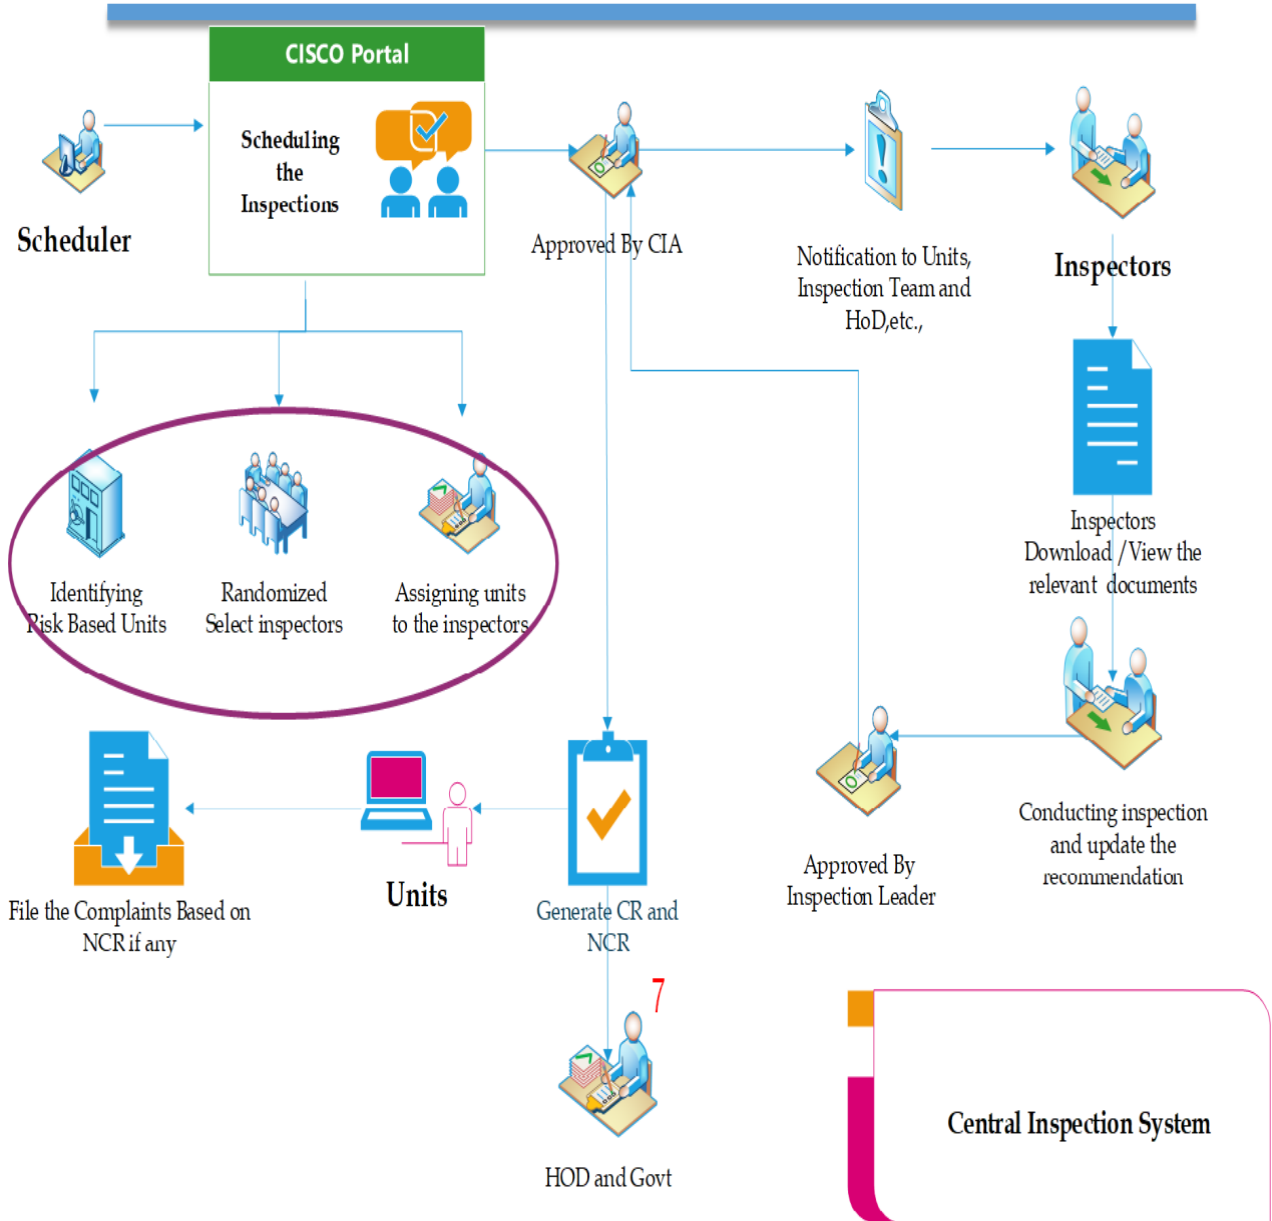 CISCO Portal
Scheduling
the
Inspections
Scheduler
Approved By CIA
Notification to Units,
Inspection Team and
HoD,etc.,
Inspectors
Identifying
Risk Based Units
Randomized
Select inspectors
Assigning units
to the inspectors
Inspectors
Download /View the
relevant documents
Conducting inspection
and update the
recommendation
Approved By
Inspection Leader
Generate CR and
NCR
Units
File the Complaints Based on
NCR if any
7
HOD and Govt
Central Inspection System